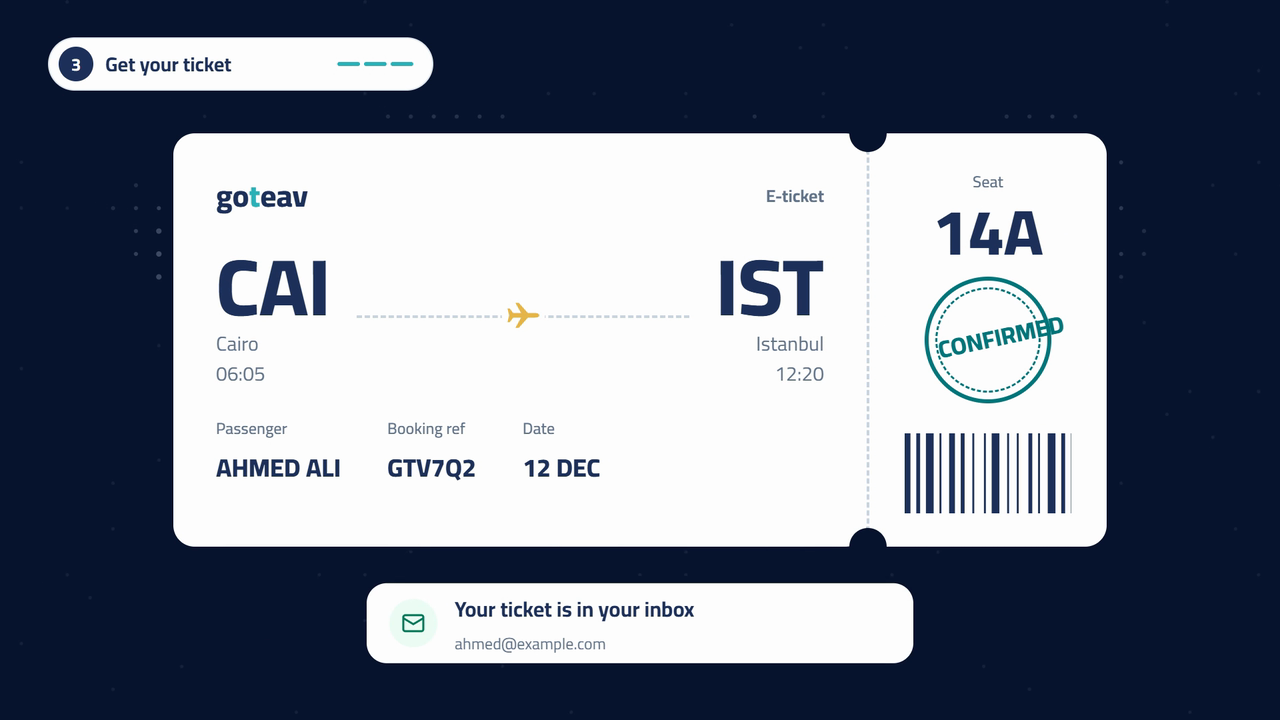 3 Get your ticket
goteav
E-ticket
Seat
14A
CAI
IST
Cairo
Istanbul
06:05
12:20
CONFIRMED
Passenger
Booking ref
Date
AHMED ALI
GTV7Q2
12 DEC
Your ticket is in your inbox
ahmed@example.com